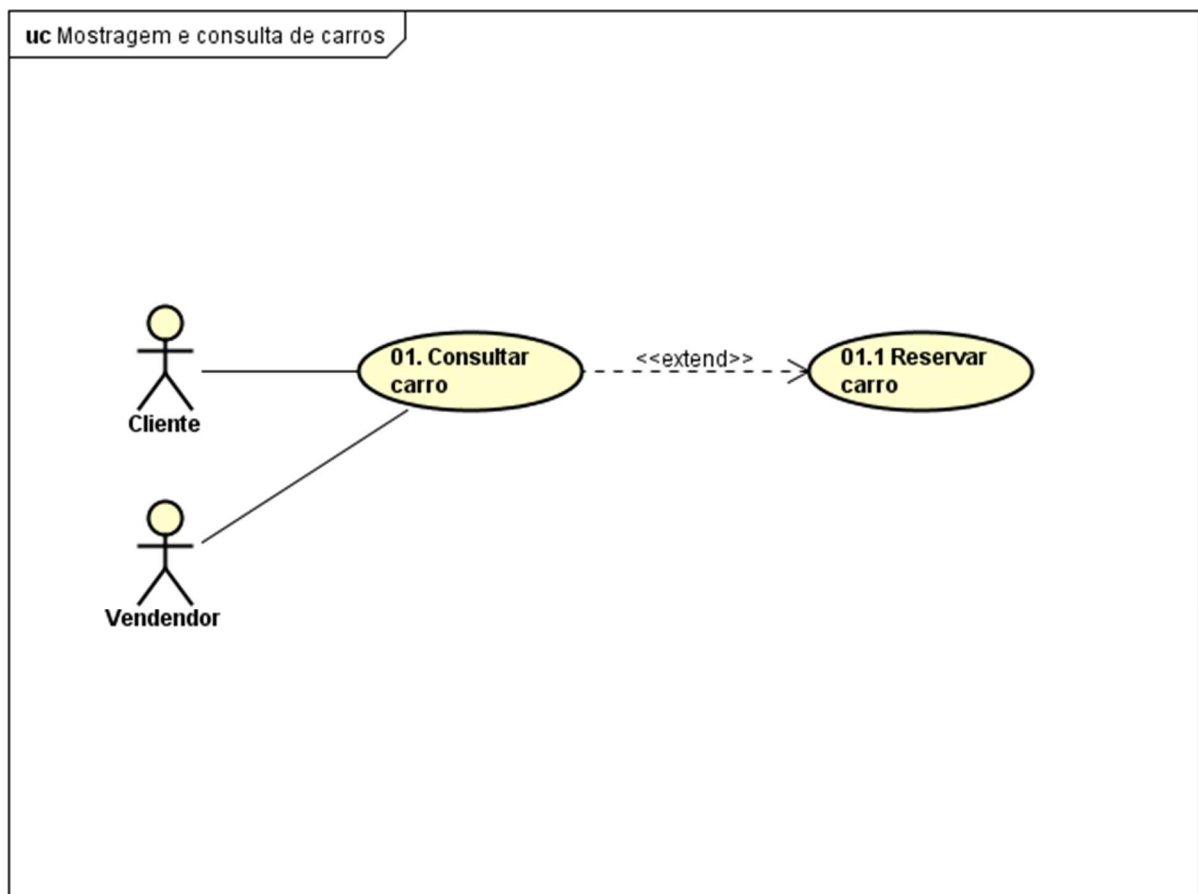 uc Mostragem e consulta de carros
01. Consultar
carro
<<extend>>
01.1 Reservar
carro
Cliente
Vendendor